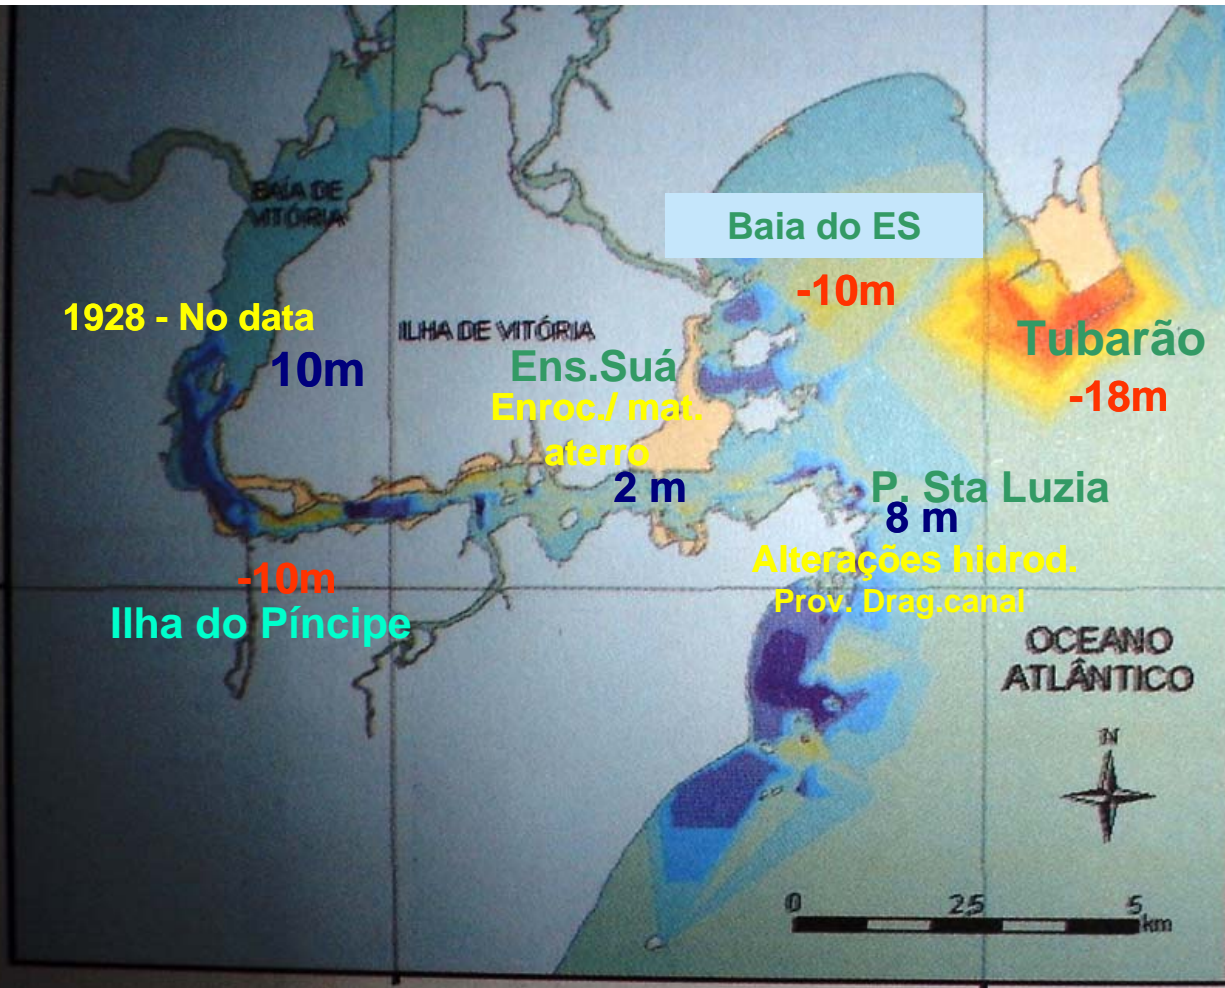 BAÍA DE
VITÓRIA
Baia do ES
-10m
1928 - No data
ILHA DE VITÓRIA
10m
Ens.Suá
Tubarão
-18m
Enroc./ mat.
aterro
2 m
P. Sta Luzia
8 m
Alterações hidrod.
Prov. Drag.canal
-10m
Ilha do Píncipe
OCEANO
ATLÂNTICO
N
0 2,5 5
km